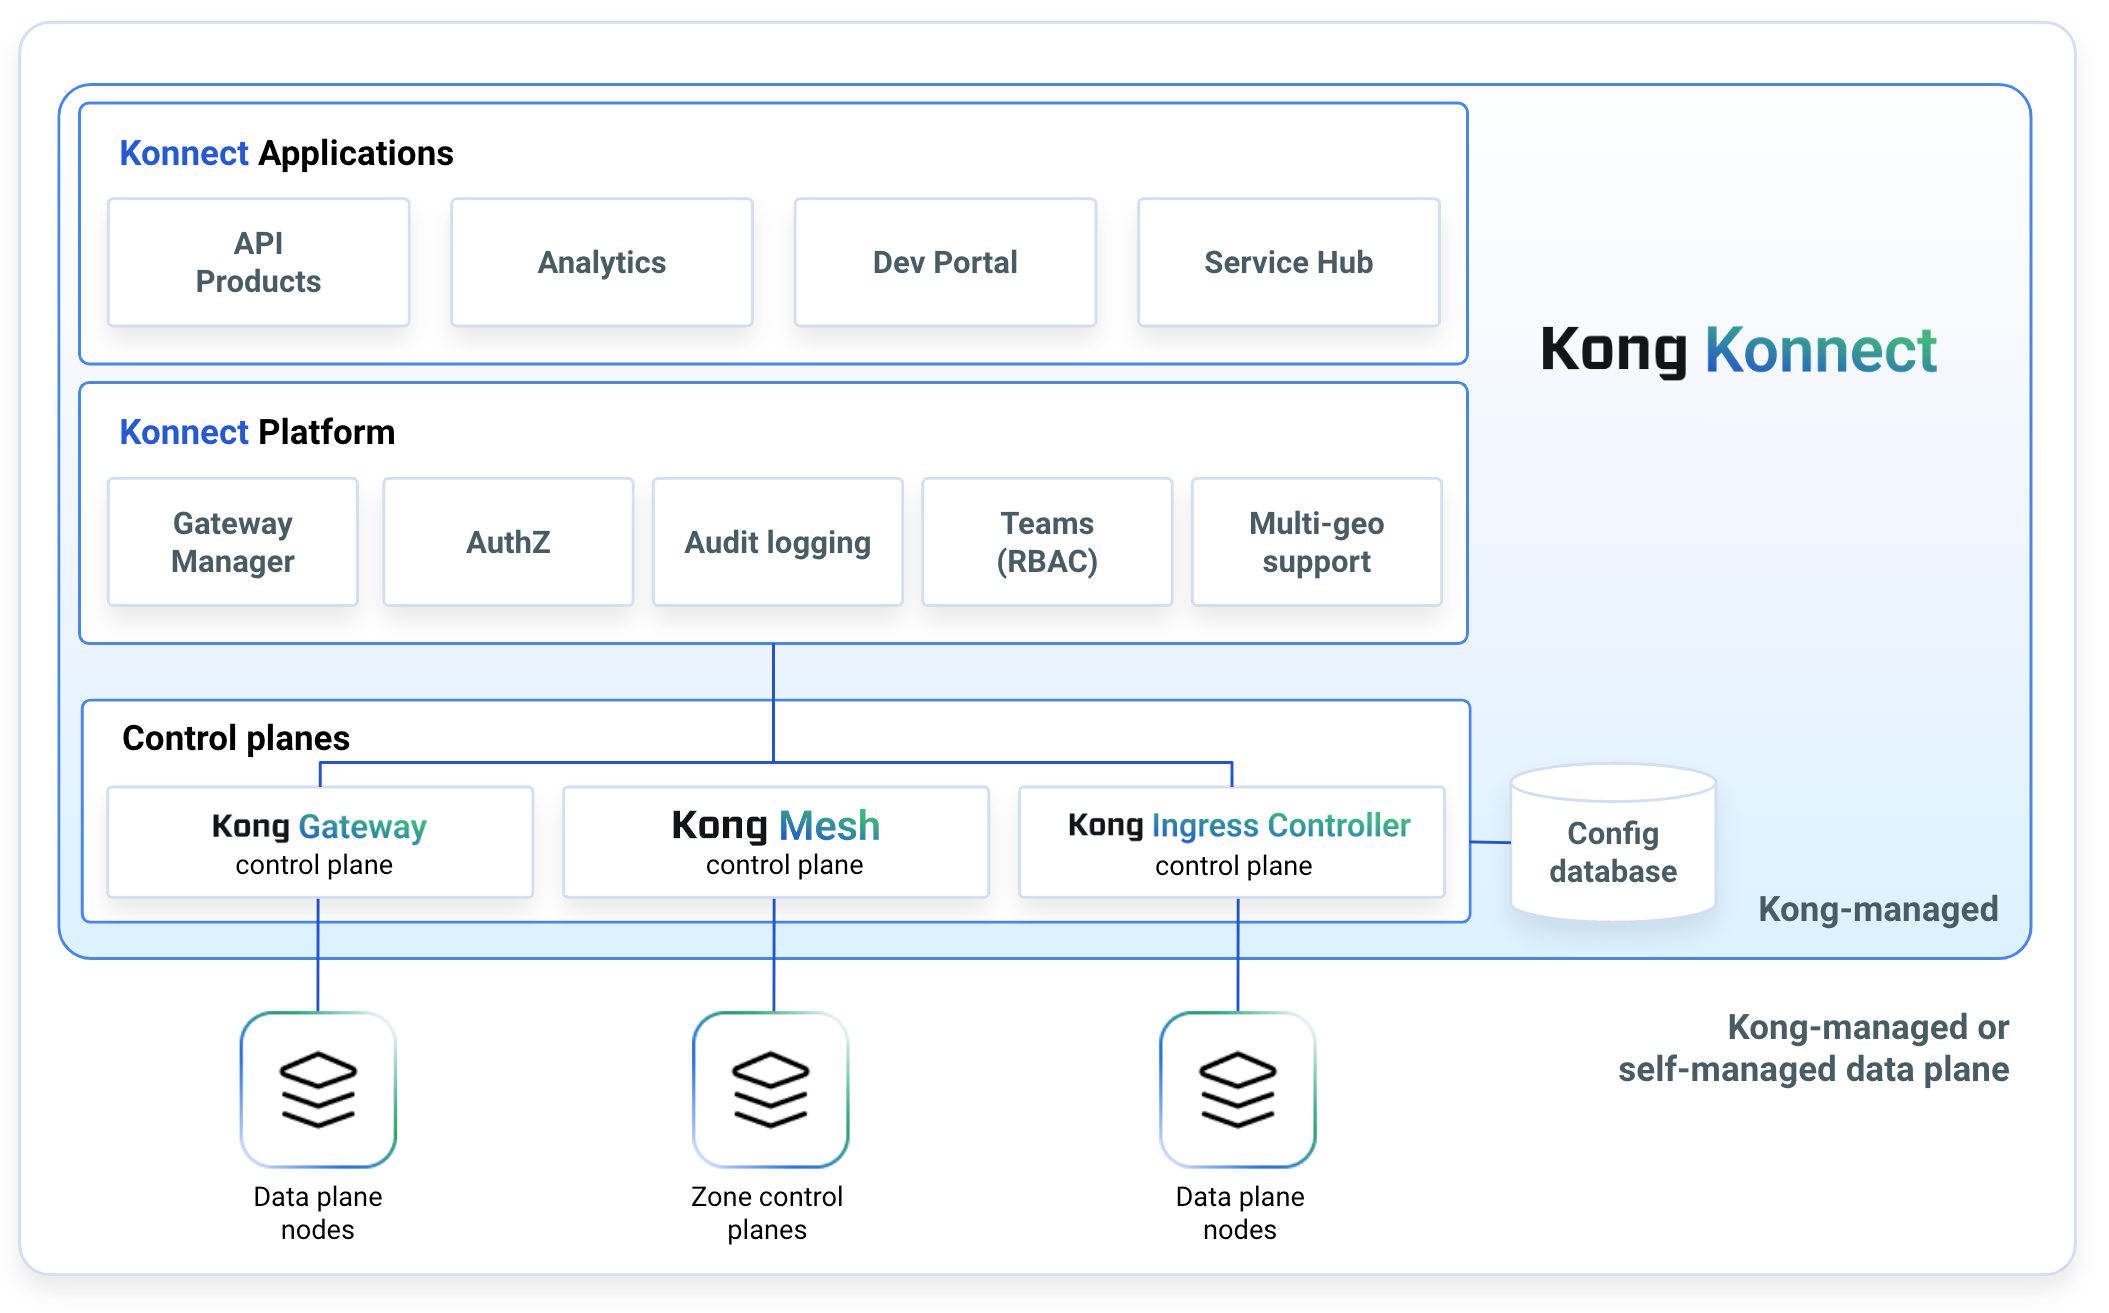 Konnect Applications
API
Products
Analytics
Dev Portal
Service Hub
Kong Konnect
Konnect Platform
Gateway
Manager
AuthZ
Audit logging
Teams
(RBAC)
Multi-geo
support
Control planes
Kong Gateway
control plane
Kong Mesh
control plane
Kong Ingress Controller
control plane
Config
database
Kong-managed
Kong-managed or
self-managed data plane
Data plane
nodes
Zone control
planes
Data plane
nodes